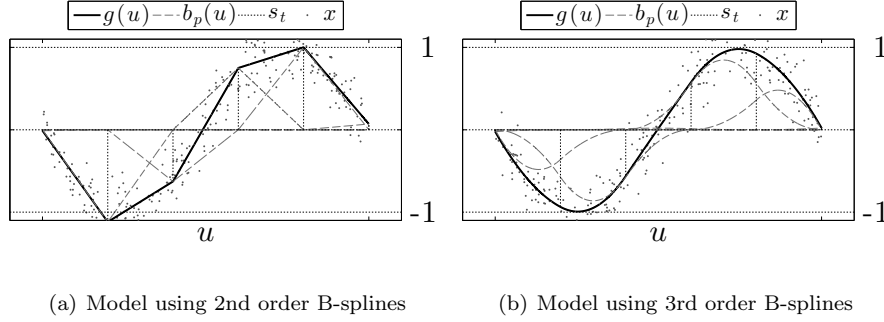 g(u) b_p(u) s_t x
1
-1
u
g(u) b_p(u) s_t x
1
-1
u
(a) Model using 2nd order B-splines
(b) Model using 3rd order B-splines